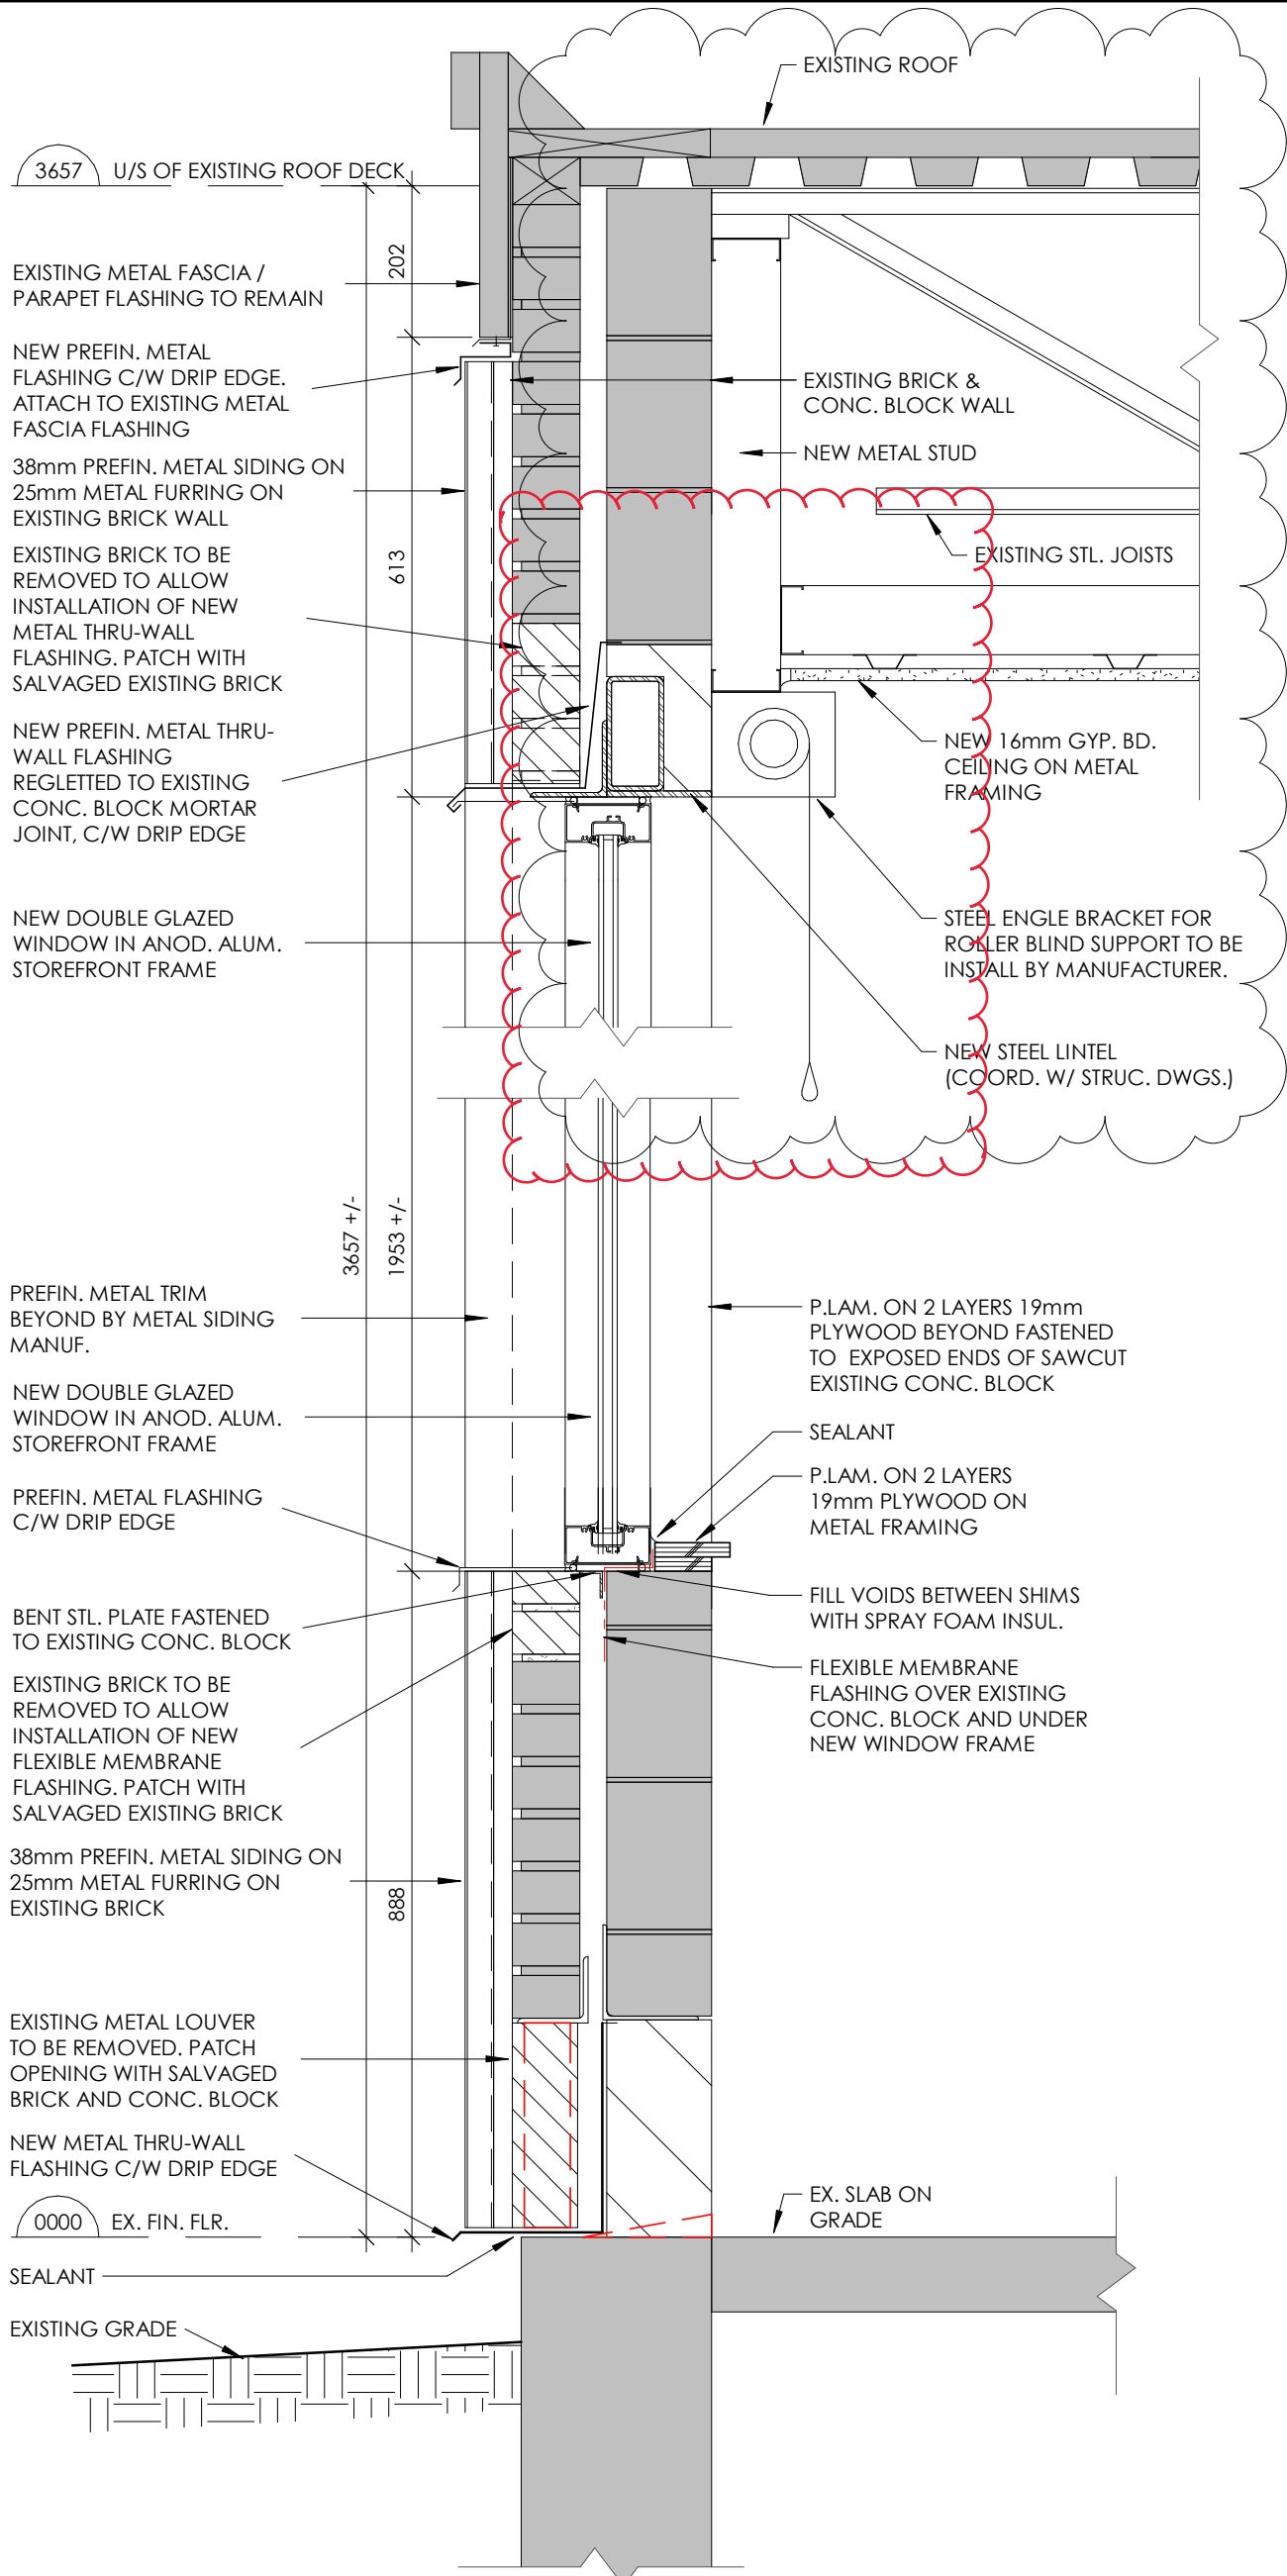 EXISTING ROOF
3657
U/S OF EXISTING ROOF DECK
202
EXISTING METAL FASCIA /
PARAPET FLASHING TO REMAIN
NEW PREFIN. METAL
FLASHING C/W DRIP EDGE.
ATTACH TO EXISTING METAL
FASCIA FLASHING
EXISTING BRICK &
CONC. BLOCK WALL
NEW METAL STUD
38mm PREFIN. METAL SIDING ON
25mm METAL FURRING ON
EXISTING BRICK WALL
EXISTING STL. JOISTS
613
EXISTING BRICK TO BE
REMOVED TO ALLOW
INSTALLATION OF NEW
METAL THRU-WALL
FLASHING. PATCH WITH
SALVAGED EXISTING BRICK
NEW PREFIN. METAL THRU-
WALL FLASHING
REGLETTED TO EXISTING
CONC. BLOCK MORTAR
JOINT, C/W DRIP EDGE
NEW 16mm GYP. BD.
CEILING ON METAL
FRAMING
NEW DOUBLE GLAZED
WINDOW IN ANOD. ALUM.
STOREFRONT FRAME
STEEL ENGLE BRACKET FOR
ROLLER BLIND SUPPORT TO BE
INSTALL BY MANUFACTURER.
NEW STEEL LINTEL
(COORD. W/ STRUC. DWGS.)
3657 +/-
1953 +/-
PREFIN. METAL TRIM
BEYOND BY METAL SIDING
MANUF.
P.LAM. ON 2 LAYERS 19mm
PLYWOOD BEYOND FASTENED
TO EXPOSED ENDS OF SAWCUT
EXISTING CONC. BLOCK
NEW DOUBLE GLAZED
WINDOW IN ANOD. ALUM.
STOREFRONT FRAME
SEALANT
P.LAM. ON 2 LAYERS
19mm PLYWOOD ON
METAL FRAMING
PREFIN. METAL FLASHING
C/W DRIP EDGE
FILL VOIDS BETWEEN SHIMS
WITH SPRAY FOAM INSUL.
BENT STL. PLATE FASTENED
TO EXISTING CONC. BLOCK
FLEXIBLE MEMBRANE
FLASHING OVER EXISTING
CONC. BLOCK AND UNDER
NEW WINDOW FRAME
EXISTING BRICK TO BE
REMOVED TO ALLOW
INSTALLATION OF NEW
FLEXIBLE MEMBRANE
FLASHING. PATCH WITH
SALVAGED EXISTING BRICK
38mm PREFIN. METAL SIDING ON
25mm METAL FURRING ON
EXISTING BRICK
888
EXISTING METAL LOUVER
TO BE REMOVED. PATCH
OPENING WITH SALVAGED
BRICK AND CONC. BLOCK
NEW METAL THRU-WALL
FLASHING C/W DRIP EDGE
0000
EX. FIN. FLR.
EX. SLAB ON
GRADE
SEALANT
EXISTING GRADE